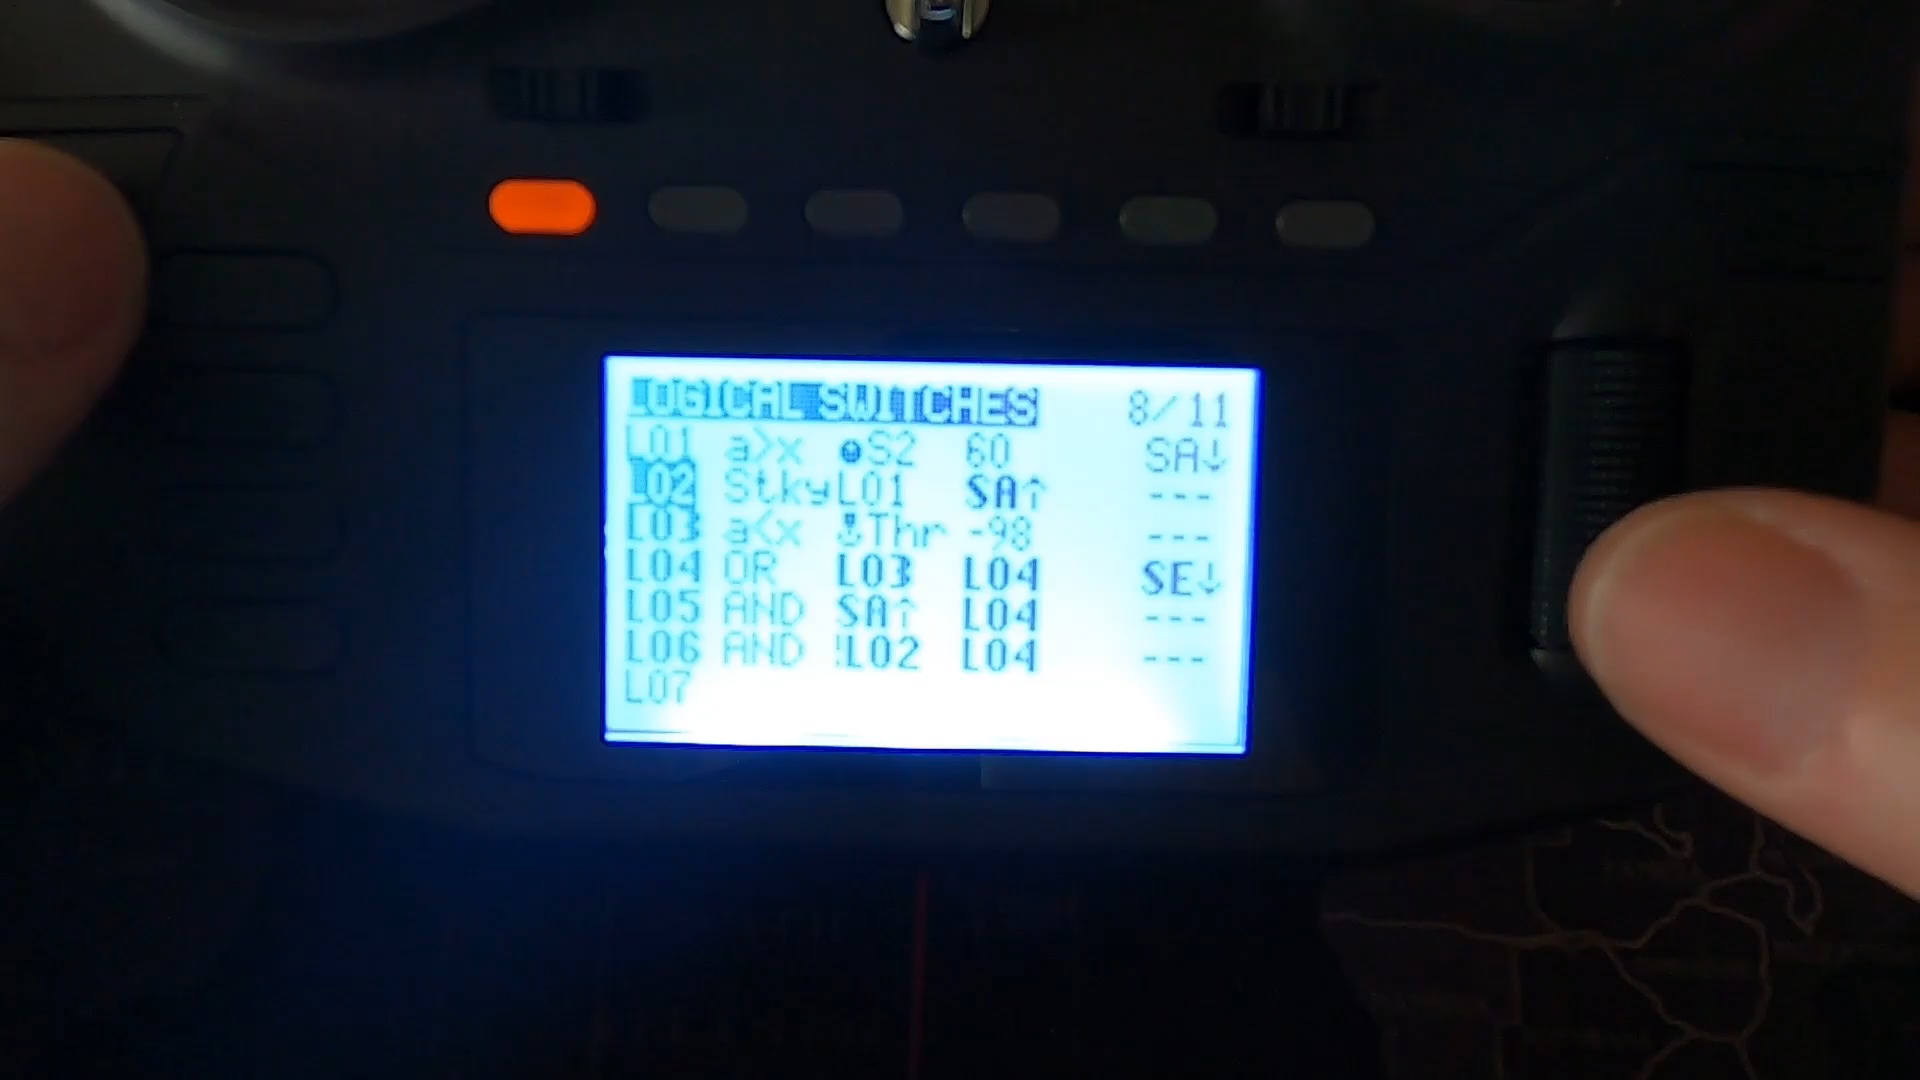 LOGICAL SWITCHES 8/11
L01 a>x S2 60 SA↓
L02 Stky L01 SA↑ ---
L03 a<x Thr -98 ---
L04 OR L03 L04 SE↓
L05 AND SA↑ L04 ---
L06 AND !L02 L04 ---
L07